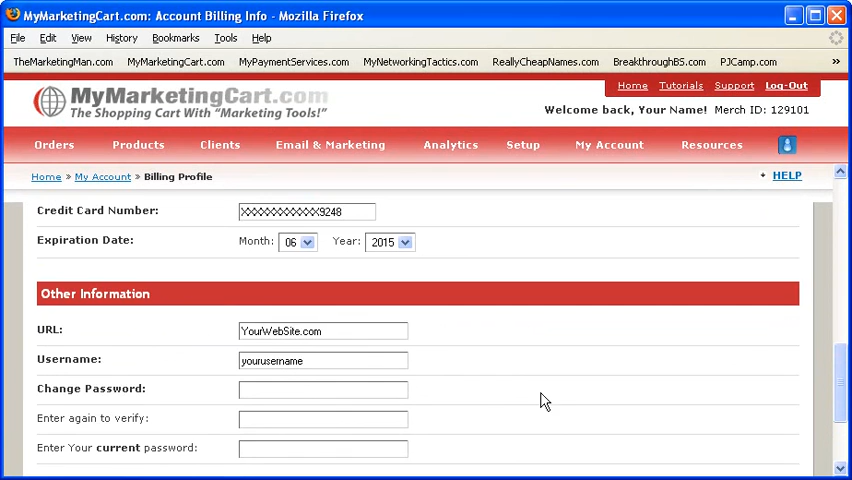 MyMarketingCart.com: Account Billing Info - Mozilla Firefox
File Edit View History Bookmarks Tools Help
TheMarketingMan.com MyMarketingCart.com MyPaymentServices.com MyNetworkingTactics.com ReallyCheapNames.com BreakthroughBS.com PJCamp.com »
Home Tutorials Support Log-Out
MyMarketingCart.com
The Shopping Cart With "Marketing Tools!"
Welcome back, Your Name! Merch ID: 129101
Orders Products Clients Email & Marketing Analytics Setup My Account Resources
Home » My Account » Billing Profile
+ HELP
Credit Card Number: XXXXXXXXXXXX9248
Expiration Date: Month: 06 Year: 2015
Other Information
URL: YourWebSite.com
Username: yourusername
Change Password:
Enter again to verify:
Enter Your current password: